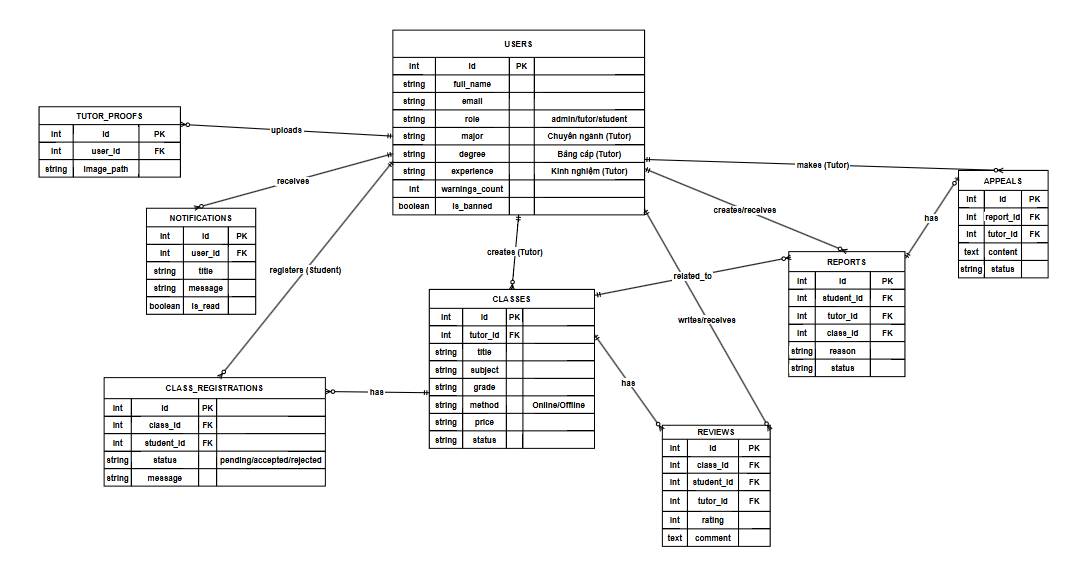 USERS
int id PK
string full_name
string email
string role admin/tutor/student
string major Chuyên ngành (Tutor)
string degree Bằng cấp (Tutor)
string experience Kinh nghiệm (Tutor)
int warnings_count
boolean is_banned
TUTOR_PROOFS
int id PK
int user_id FK
string image_path
uploads
receives
makes (Tutor)
APPEALS
int id PK
int report_id FK
int tutor_id FK
text content
string status
NOTIFICATIONS
int id PK
int user_id FK
string title
string message
boolean is_read
creates/receives
has
creates (Tutor)
registers (Student)
related_to
REPORTS
int id PK
int student_id FK
int tutor_id FK
int class_id FK
string reason
string status
CLASSES
int id PK
int tutor_id FK
string title
string subject
string grade
string method Online/Offline
string price
string status
writes/receives
CLASS_REGISTRATIONS
int id PK
int class_id FK
int student_id FK
string status pending/accepted/rejected
string message
has
has
REVIEWS
int id PK
int class_id FK
int student_id FK
int tutor_id FK
int rating
text comment